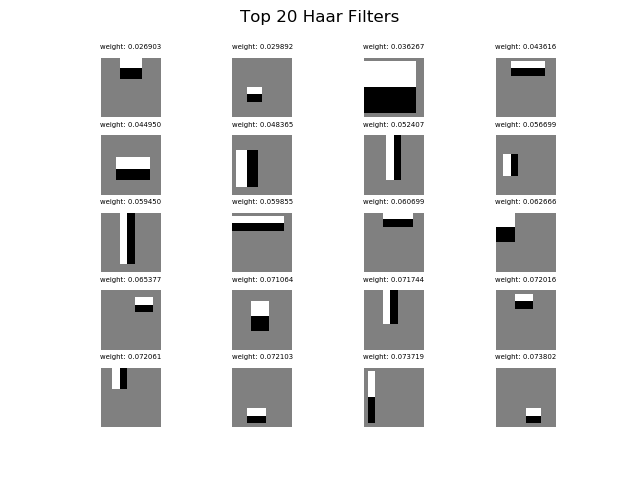 Top 20 Haar Filters
weight: 0.026903 weight: 0.029892 weight: 0.036267 weight: 0.043616
weight: 0.044950 weight: 0.048365 weight: 0.052407 weight: 0.056699
weight: 0.059450 weight: 0.059855 weight: 0.060699 weight: 0.062666
weight: 0.065377 weight: 0.071064 weight: 0.071744 weight: 0.072016
weight: 0.072061 weight: 0.072103 weight: 0.073719 weight: 0.073802